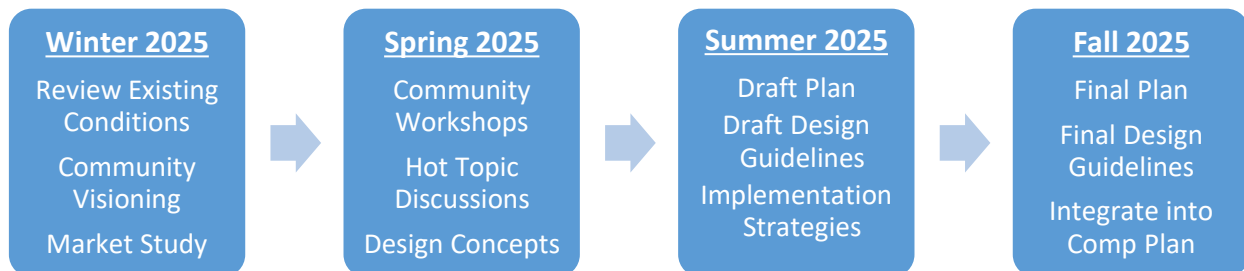 Winter 2025
Review Existing
Conditions
Community
Visioning
Market Study
Spring 2025
Community
Workshops
Hot Topic
Discussions
Design Concepts
Summer 2025
Draft Plan
Draft Design
Guidelines
Implementation
Strategies
Fall 2025
Final Plan
Final Design
Guidelines
Integrate into
Comp Plan